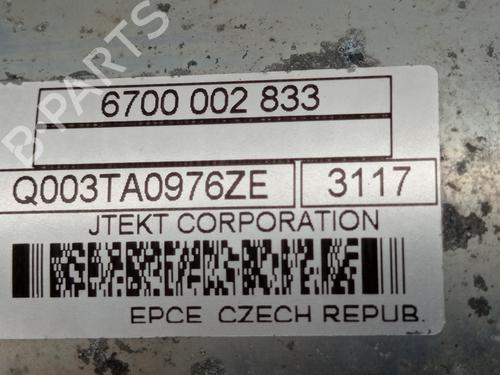 B-PARTS
6700 002 833
Q003TA0976ZE 3117
JTEKT CORPORATION
EPCE CZECH REPUB.